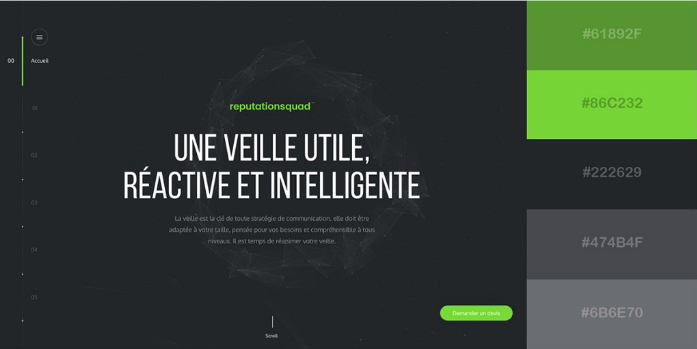 00
Accueil
01
02
03
04
05
reputationsquad
UNE VEILLE UTILE,
RÉACTIVE ET INTELLIGENTE
La veille est la clé de toute stratégie de communication, elle doit être
adaptée à votre taille, pensée pour vos besoins et compréhensible à tous
niveaux. Il est temps de réanimer votre veille.
Demander un devis
Scroll
#61892F
#86C232
#222629
#474B4F
#6B6E70